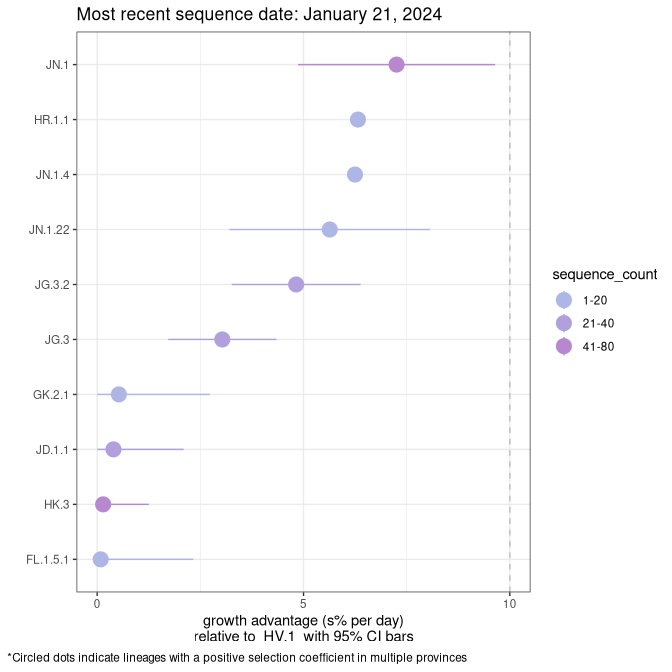 Most recent sequence date: January 21, 2024
JN.1
HR.1.1
JN.1.4
JN.1.22
JG.3.2
JG.3
GK.2.1
JD.1.1
HK.3
FL.1.5.1
0 5 10
growth advantage (s% per day)
relative to HV.1 with 95% CI bars
sequence_count
1-20
21-40
41-80
*Circled dots indicate lineages with a positive selection coefficient in multiple provinces